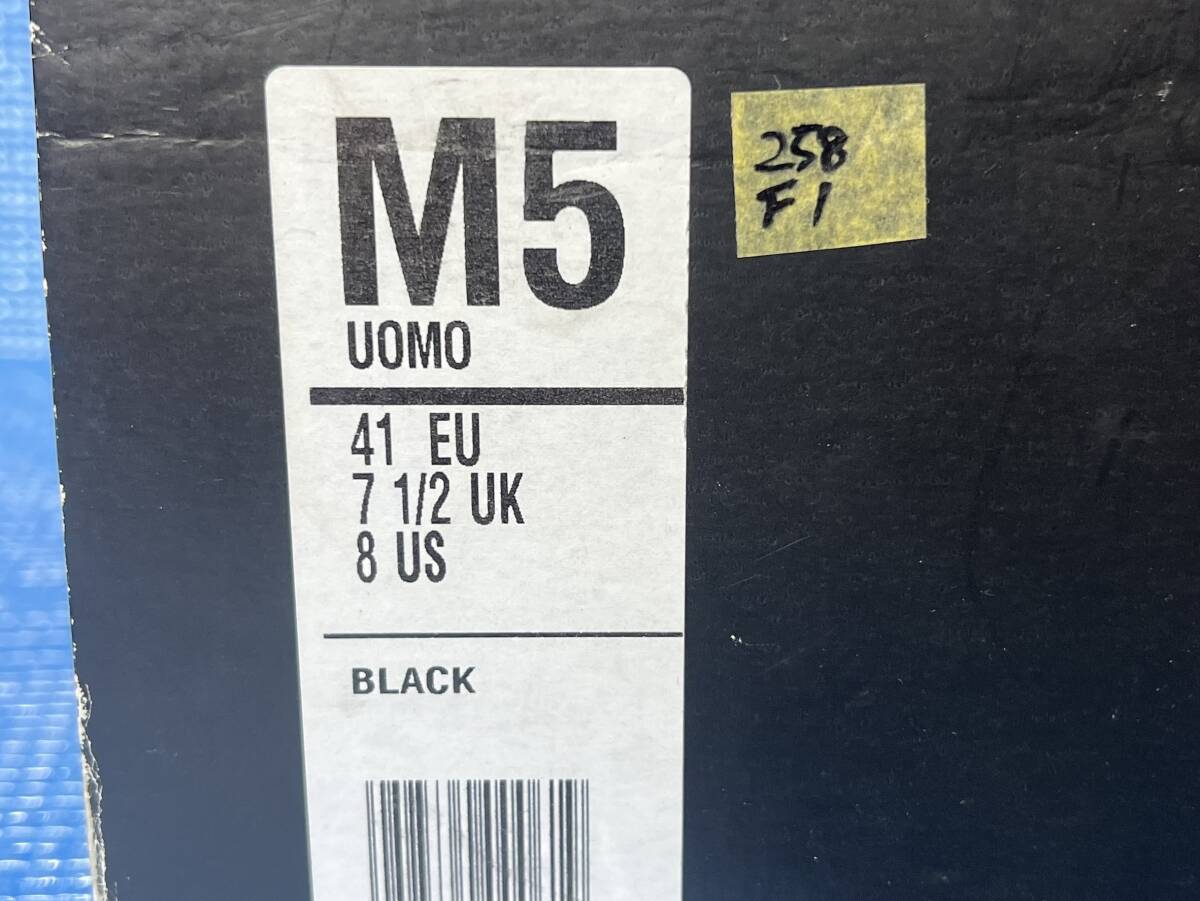 M5
UOMO
41 EU
7 1/2 UK
8 US
BLACK
258
F1